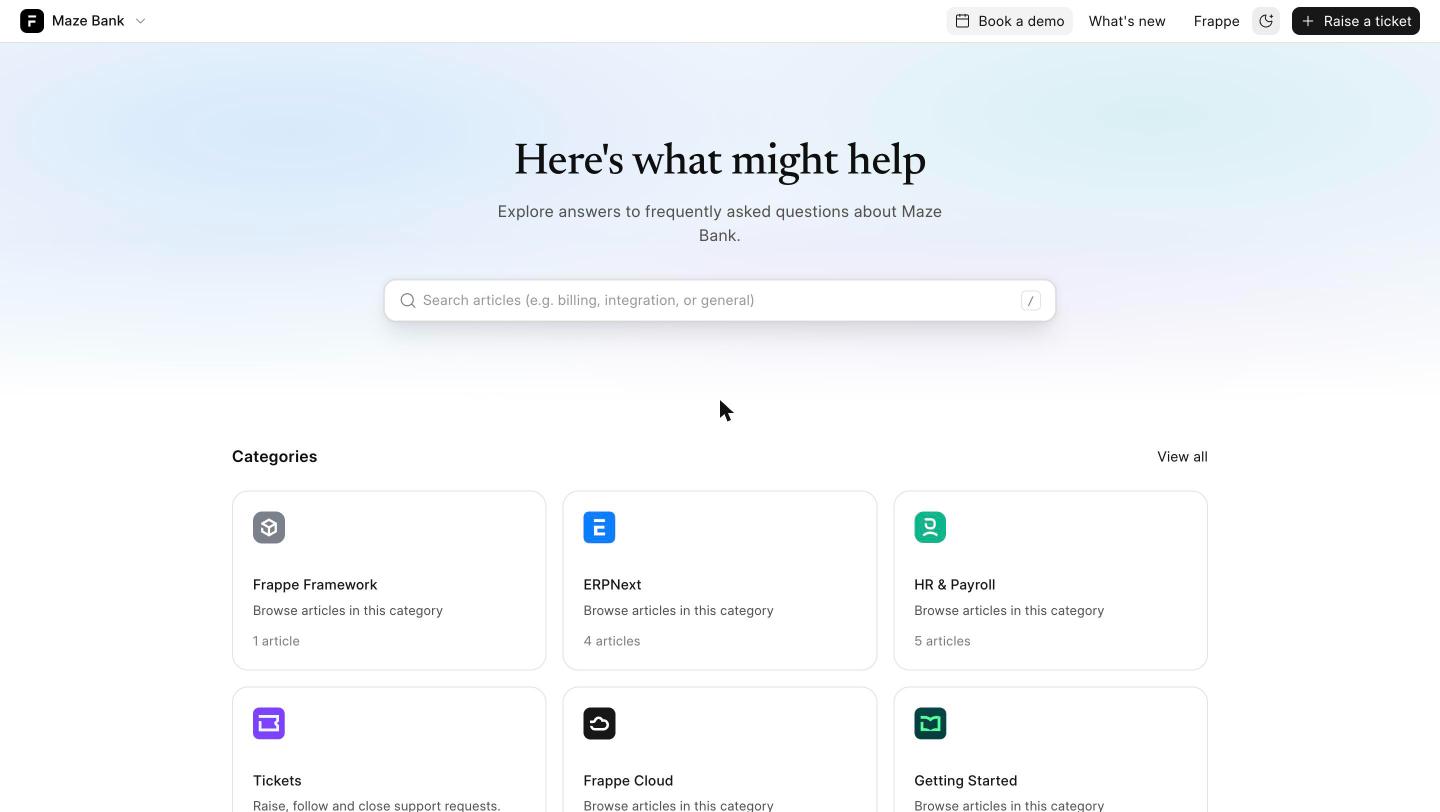 Maze Bank
Book a demo
What's new
Frappe
Raise a ticket
Here's what might help
Explore answers to frequently asked questions about Maze
Bank.
Search articles (e.g. billing, integration, or general)
/
Categories
View all
Frappe Framework
Browse articles in this category
1 article
ERPNext
Browse articles in this category
4 articles
HR & Payroll
Browse articles in this category
5 articles
Tickets
Raise, follow and close support requests.
Frappe Cloud
Browse articles in this category
Getting Started
Browse articles in this category